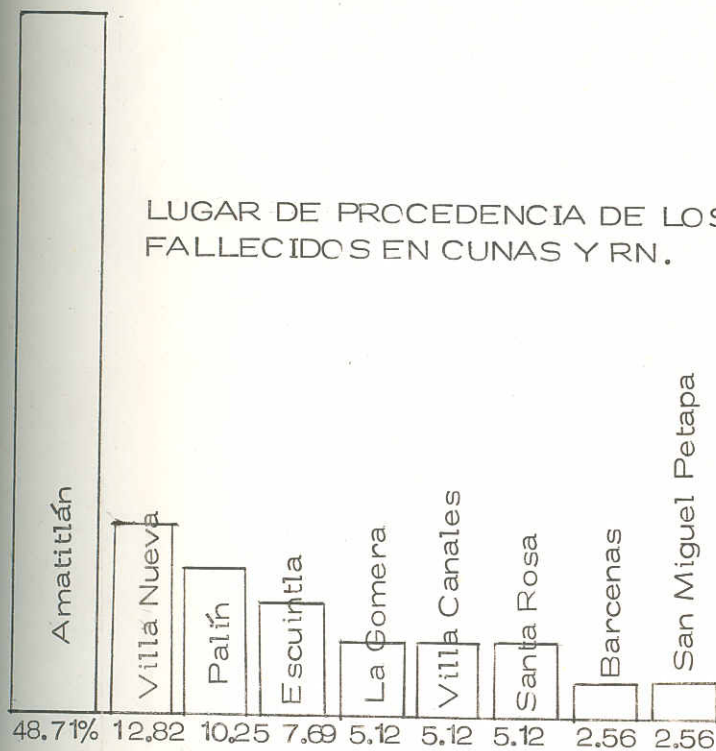 LUGAR DE PROCEDENCIA DE LOS
FALLECIDOS EN CUNAS Y RN.
Amatitlán
Villa Nueva
Palín
Escuintla
La Gomera
Villa Canales
Santa Rosa
Barcenas
San Miguel Petapa
48.71% 12.82 10.25 7.69 5.12 5.12 5.12 2.56 2.56